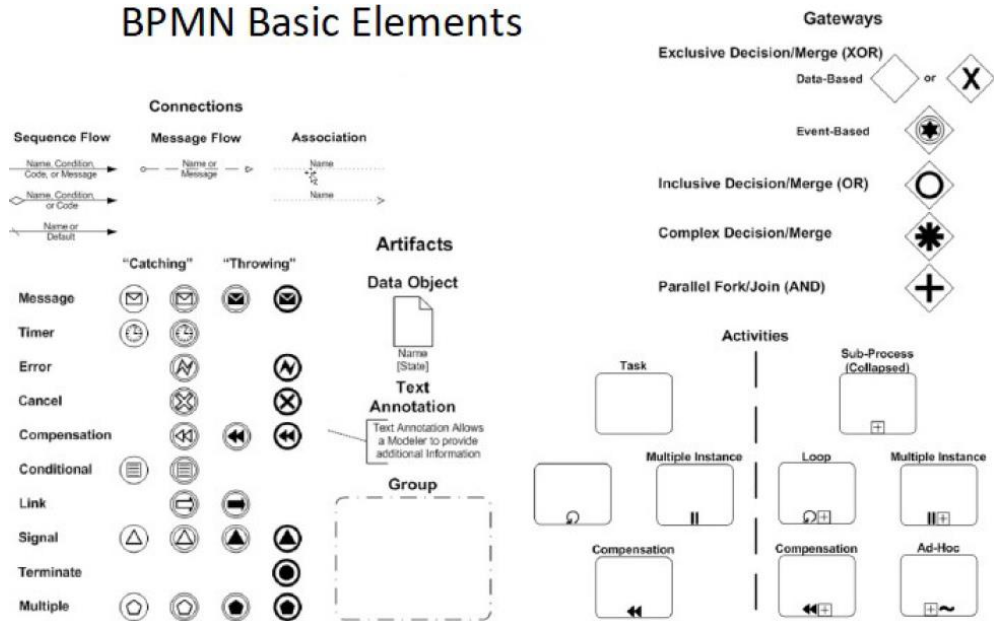 BPMN Basic Elements
Connections
Sequence Flow
Message Flow
Association
Name, Condition,
Code, or Message
Name or
Message
Name
Name, Condition,
or Code
Name
Name or
Default
"Catching"
"Throwing"
Message
Timer
Error
Cancel
Compensation
Conditional
Link
Signal
Terminate
Multiple
Artifacts
Data Object
Name
[State]
Text
Annotation
Text Annotation Allows
a Modeler to provide
additional Information
Group
Gateways
Exclusive Decision/Merge (XOR)
Data-Based
or
X
Event-Based
Inclusive Decision/Merge (OR)
Complex Decision/Merge
Parallel Fork/Join (AND)
Activities
Task
Sub-Process
(Collapsed)
Multiple Instance
Loop
Multiple Instance
Compensation
Compensation
Ad-Hoc